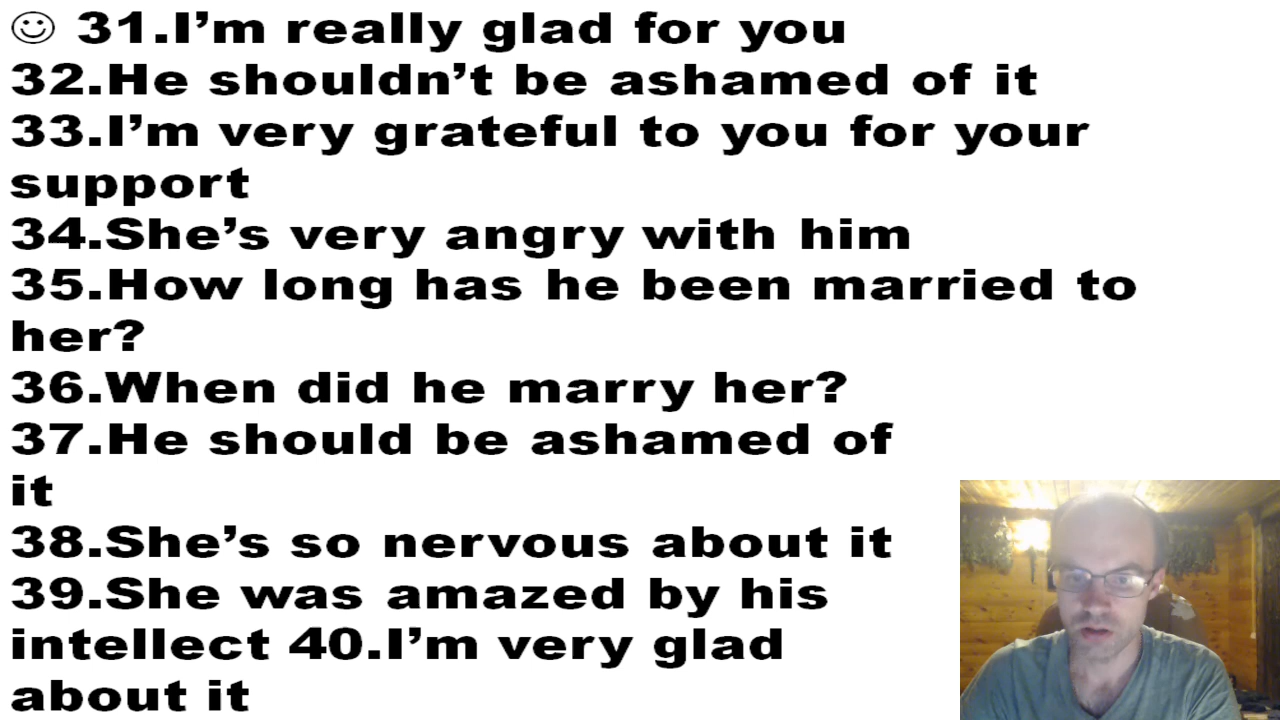 ☺ 31.I’m really glad for you
32.He shouldn’t be ashamed of it
33.I’m very grateful to you for your
support
34.She’s very angry with him
35.How long has he been married to
her?
36.When did he marry her?
37.He should be ashamed of
it
38.She’s so nervous about it
39.She was amazed by his
intellect 40.I’m very glad
about it